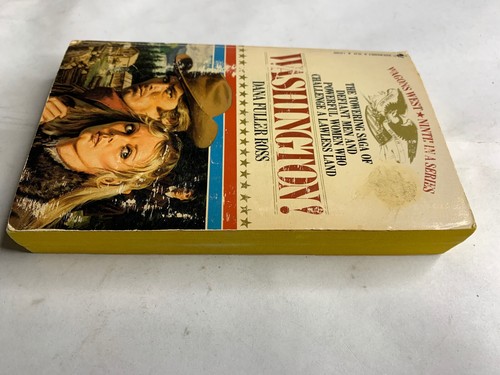 WAGONS WEST ★ NINTH IN A SERIES
THE TOWERING SAGA OF
DEFIANT MEN AND
POWERFUL WOMEN WHO
CHALLENGE A LAWLESS LAND
WASHINGTON!
DANA FULLER ROSS